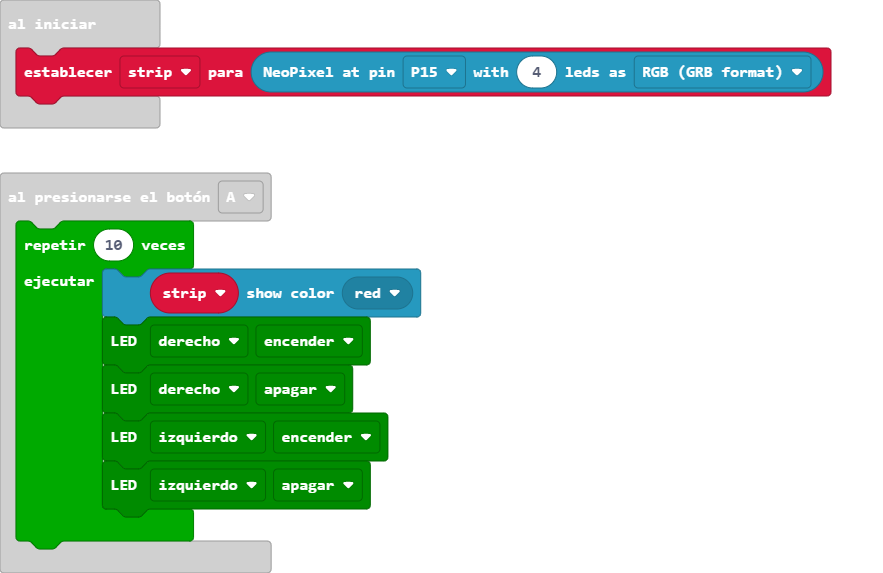 al iniciar
establecer strip para NeoPixel at pin P15 with 4 leds as RGB (GRB format)
al presionarse el botón A
repetir 10 veces
ejecutar
strip show color red
LED derecho encender
LED derecho apagar
LED izquierdo encender
LED izquierdo apagar